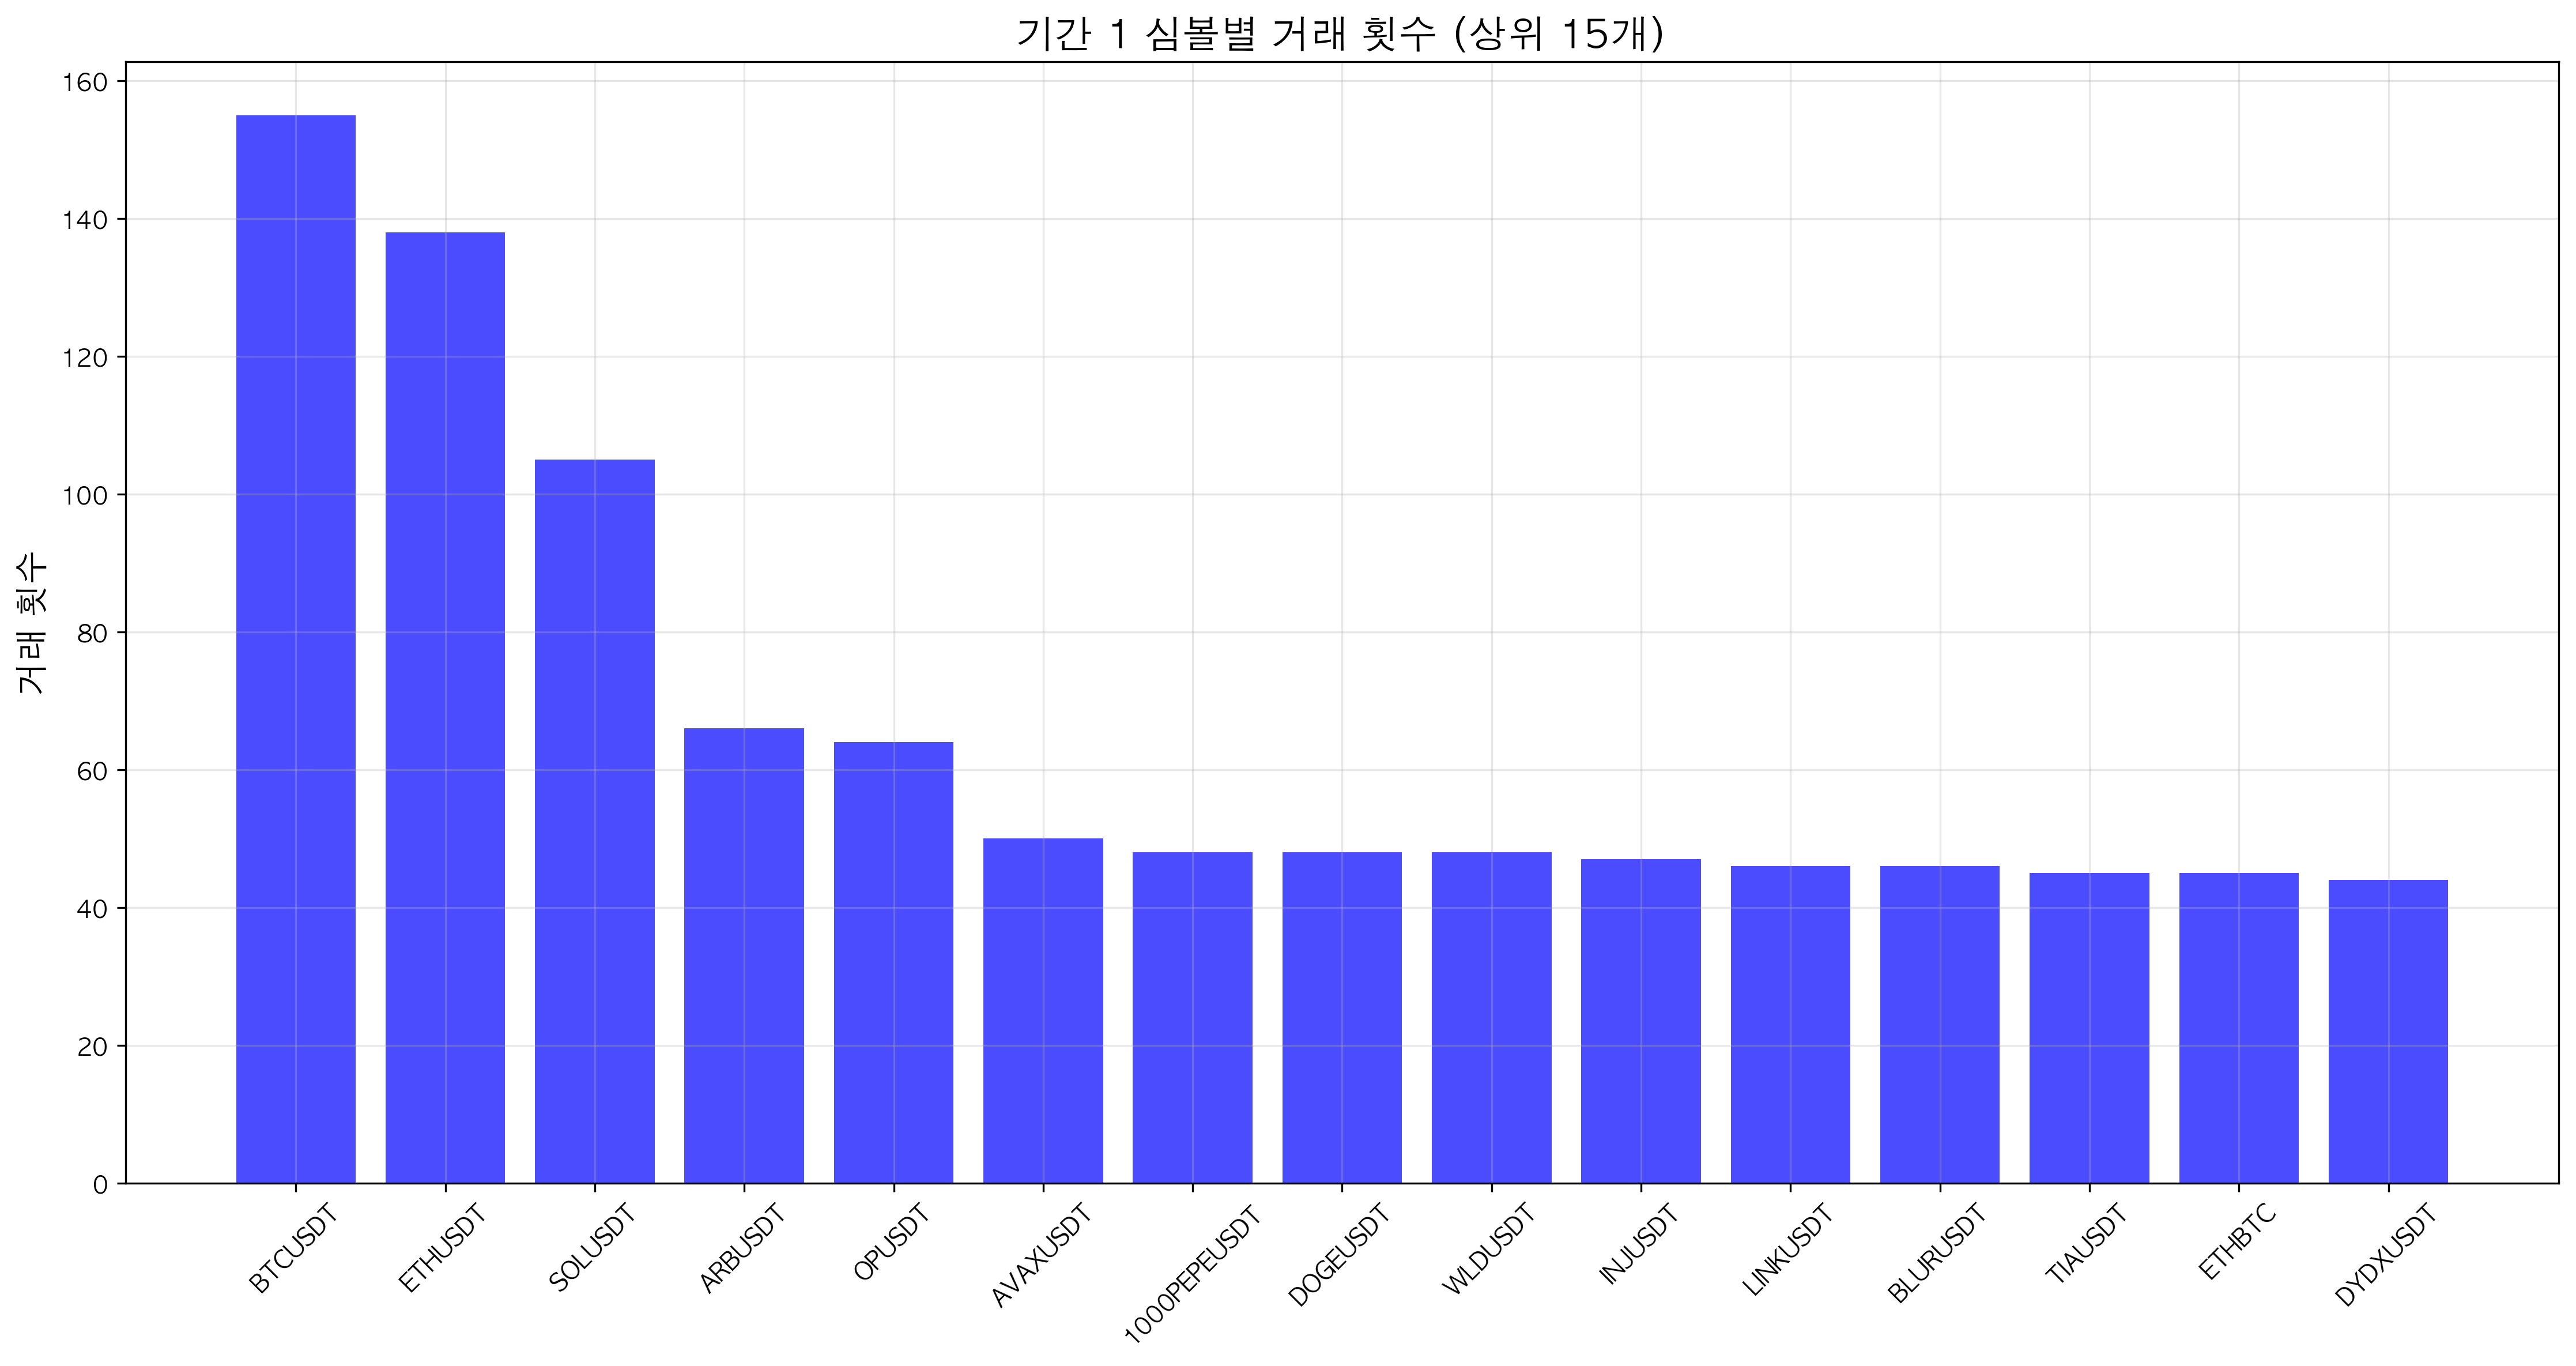 기간 1 심볼별 거래 횟수 (상위 15개)
거래 횟수
160
140
120
100
80
60
40
20
0
BTCUSDT
ETHUSDT
SOLUSDT
ARBUSDT
OPUSDT
AVAXUSDT
1000PEPEUSDT
DOGEUSDT
WLDUSDT
INJUSDT
LINKUSDT
BLURUSDT
TIAUSDT
ETHBTC
DYDXUSDT